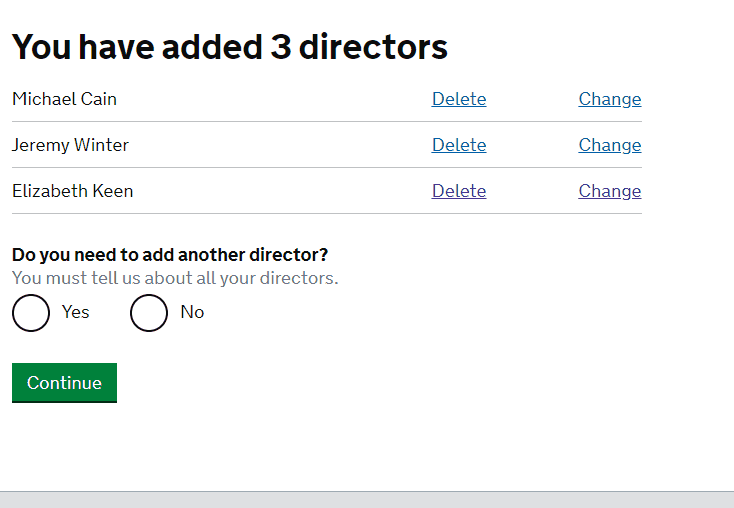 You have added 3 directors
Michael Cain Delete Change
Jeremy Winter Delete Change
Elizabeth Keen Delete Change
Do you need to add another director?
You must tell us about all your directors.
Yes No
Continue